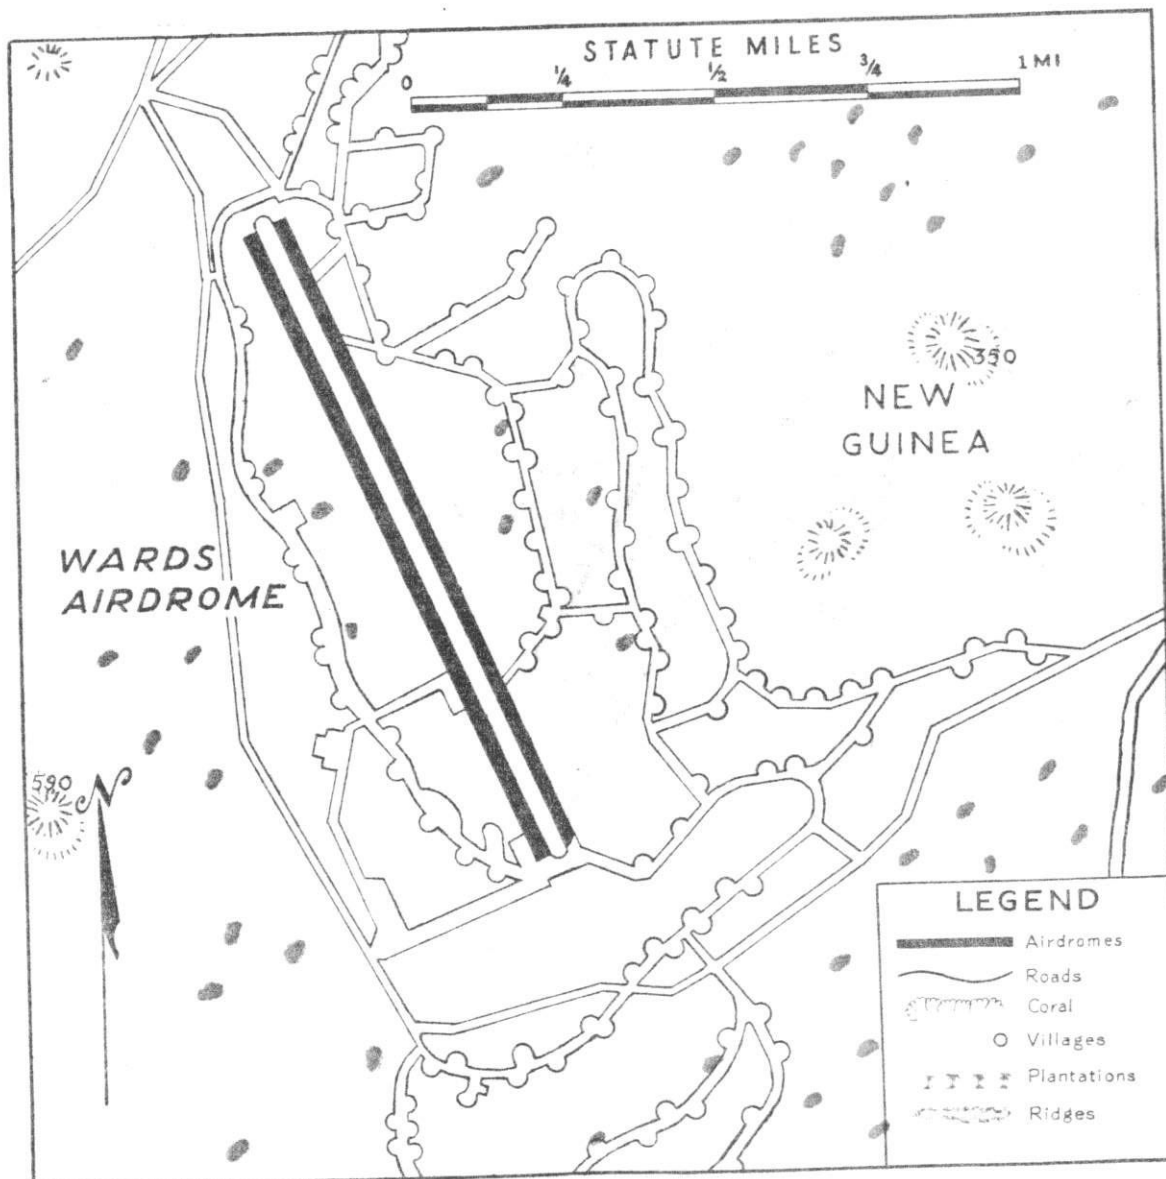 STATUTE MILES
0 1/4 1/2 3/4 1 MI
350
NEW
GUINEA
WARDS
AIRDROME
590
N
LEGEND
Airdromes
Roads
Coral
Villages
Plantations
Ridges